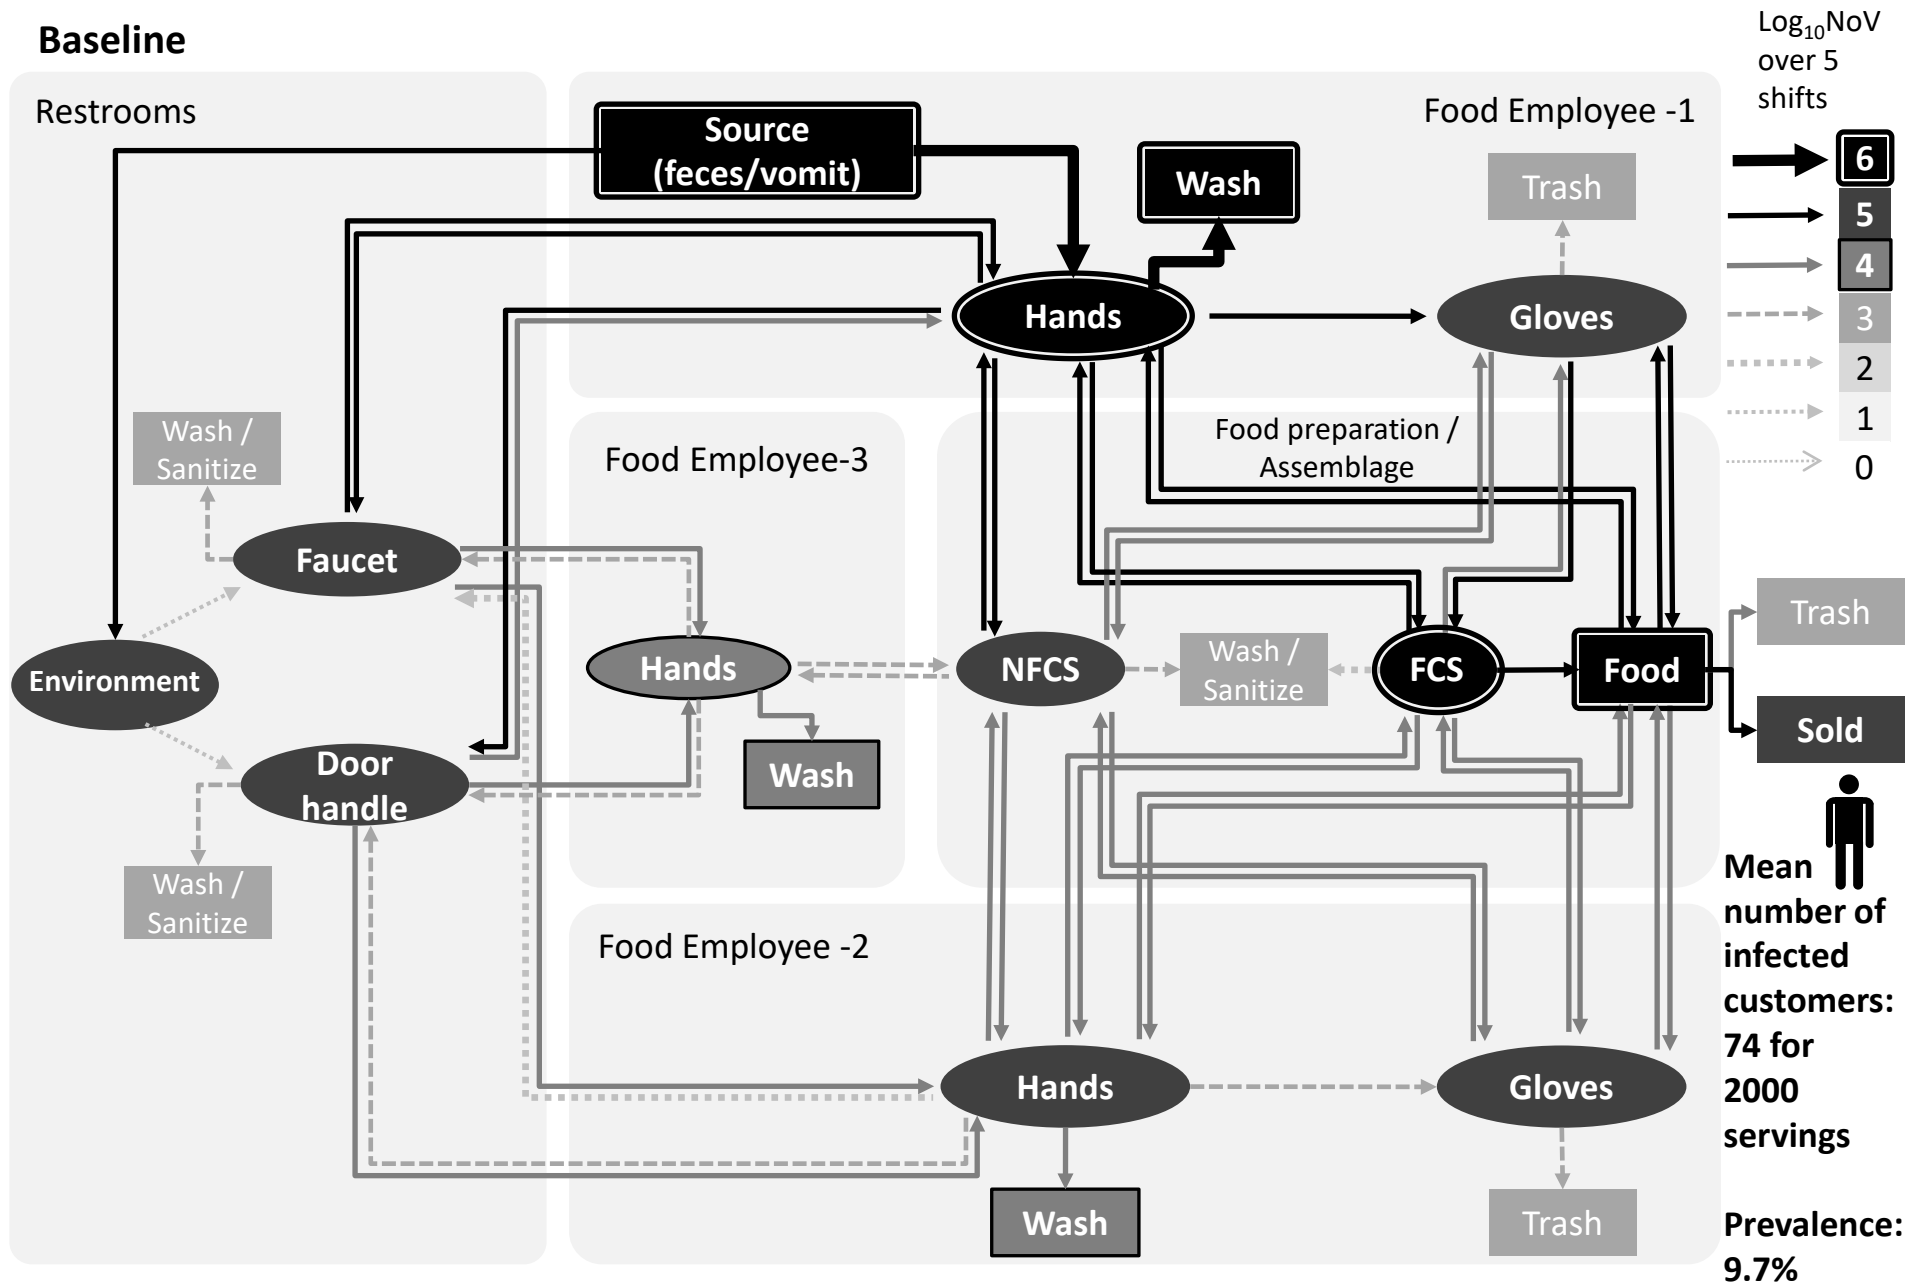 Baseline
Log₁₀NoV
over 5
shifts
6
5
4
3
2
1
0
Restrooms
Food Employee -1
Source
(feces/vomit)
Wash
Trash
Hands
Gloves
Wash /
Sanitize
Food Employee-3
Food preparation /
Assemblage
Faucet
Environment
Hands
NFCS
Wash /
Sanitize
FCS
Food
Trash
Sold
Door
handle
Wash
Wash /
Sanitize
Food Employee -2
Hands
Gloves
Wash
Trash
Mean
number of
infected
customers:
74 for
2000
servings
Prevalence:
9.7%